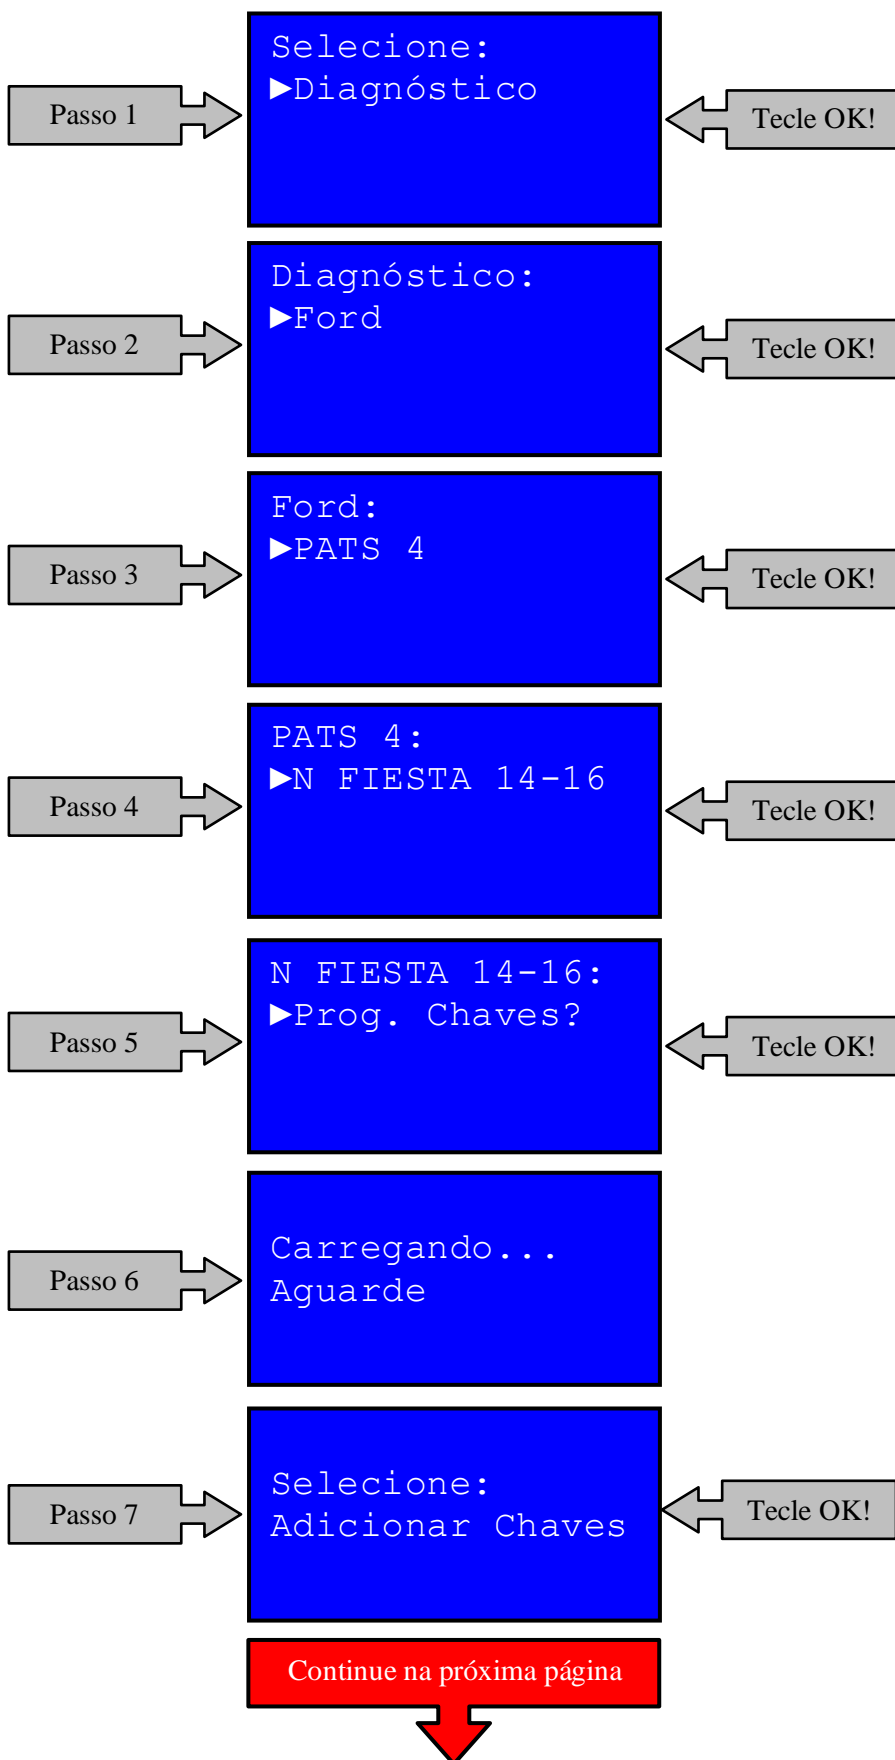 Selecione:
►Diagnóstico
Passo 1
Tecle OK!
Diagnóstico:
►Ford
Passo 2
Tecle OK!
Ford:
►PATS 4
Passo 3
Tecle OK!
PATS 4:
►N FIESTA 14-16
Passo 4
Tecle OK!
N FIESTA 14-16:
►Prog. Chaves?
Passo 5
Tecle OK!
Carregando...
Aguarde
Passo 6
Selecione:
Adicionar Chaves
Passo 7
Tecle OK!
Continue na próxima página